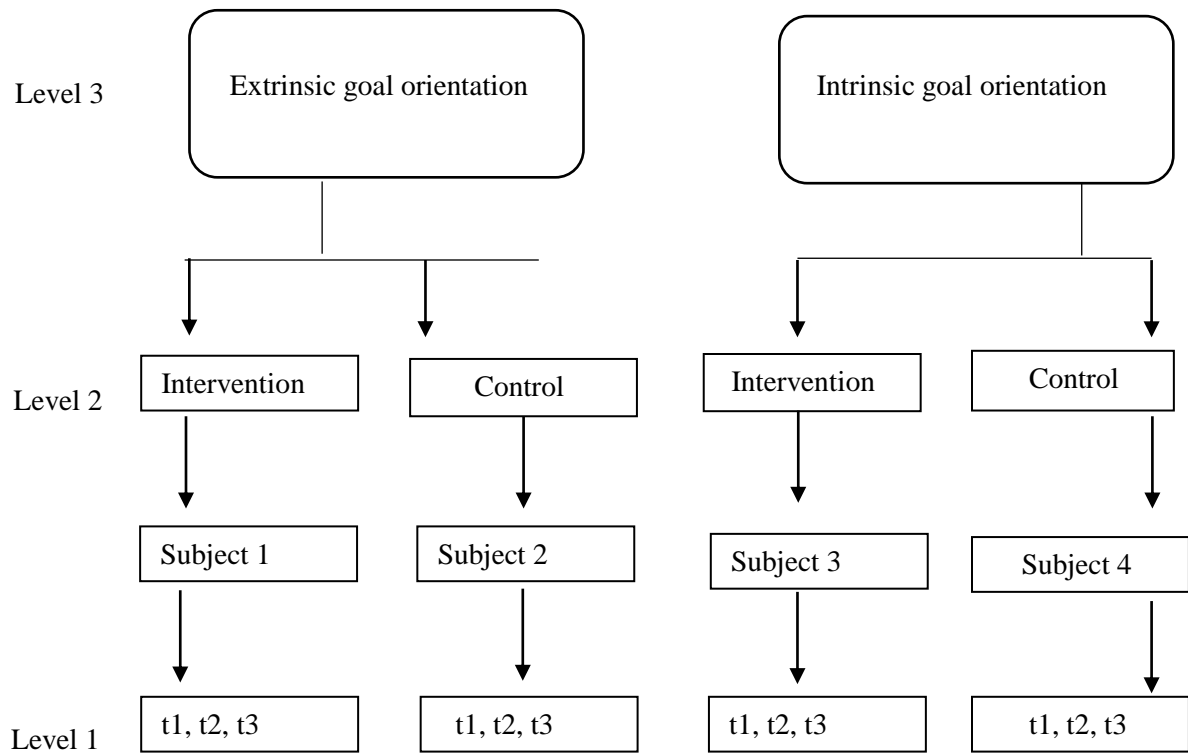 Level 3
Extrinsic goal orientation
Intrinsic goal orientation
Level 2
Intervention
Control
Intervention
Control
Subject 1
Subject 2
Subject 3
Subject 4
Level 1
t1, t2, t3
t1, t2, t3
t1, t2, t3
t1, t2, t3